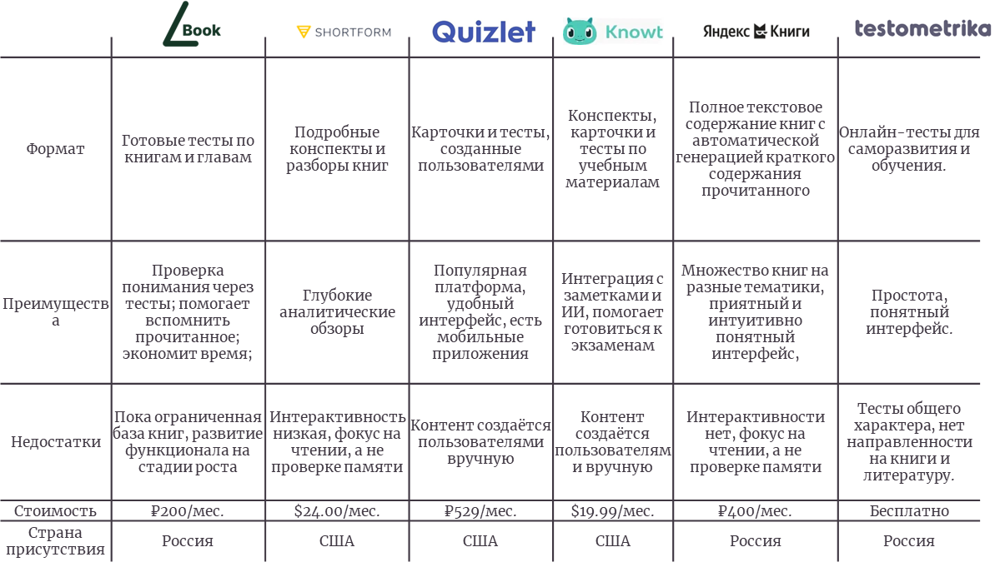 Book
SHORTFORM
Quizlet
Knowt
Яндекс Книги
testometrika
Формат
Готовые тесты по
книгам и главам
Подробные
конспекты и
разборы книг
Карточки и тесты,
созданные
пользователями
Конспекты,
карточки и
тесты по
учебным
материалам
Полное текстовое
содержание книг с
автоматической
генерацией краткого
содержания
прочитанного
Онлайн-тесты для
саморазвития и
обучения.
Преимуществ
а
Проверка
понимания через
тесты; помогает
вспомнить
прочитанное;
экономит время;
Глубокие
аналитические
обзоры
Популярная
платформа,
удобный
интерфейс, есть
мобильные
приложения
Интеграция с
заметками и
ИИ, помогает
готовиться к
экзаменам
Множество книг на
разные тематики,
приятный и
интуитивно
понятный
интерфейс,
Простота,
понятный
интерфейс.
Недостатки
Пока ограниченная
база книг, развитие
функционала на
стадии роста
Интерактивность
низкая, фокус на
чтении, а не
проверке памяти
Контент создаётся
пользователями
вручную
Контент
создаётся
пользователям
и вручную
Интерактивности
нет, фокус на
чтении, а не
проверке памяти
Тесты общего
характера, нет
направленности
на книги и
литературу.
Стоимость
₽200/мес.
$24.00/мес.
₽529/мес.
$19.99/мес.
₽400/мес.
Бесплатно
Страна
присутствия
Россия
США
США
США
Россия
Россия